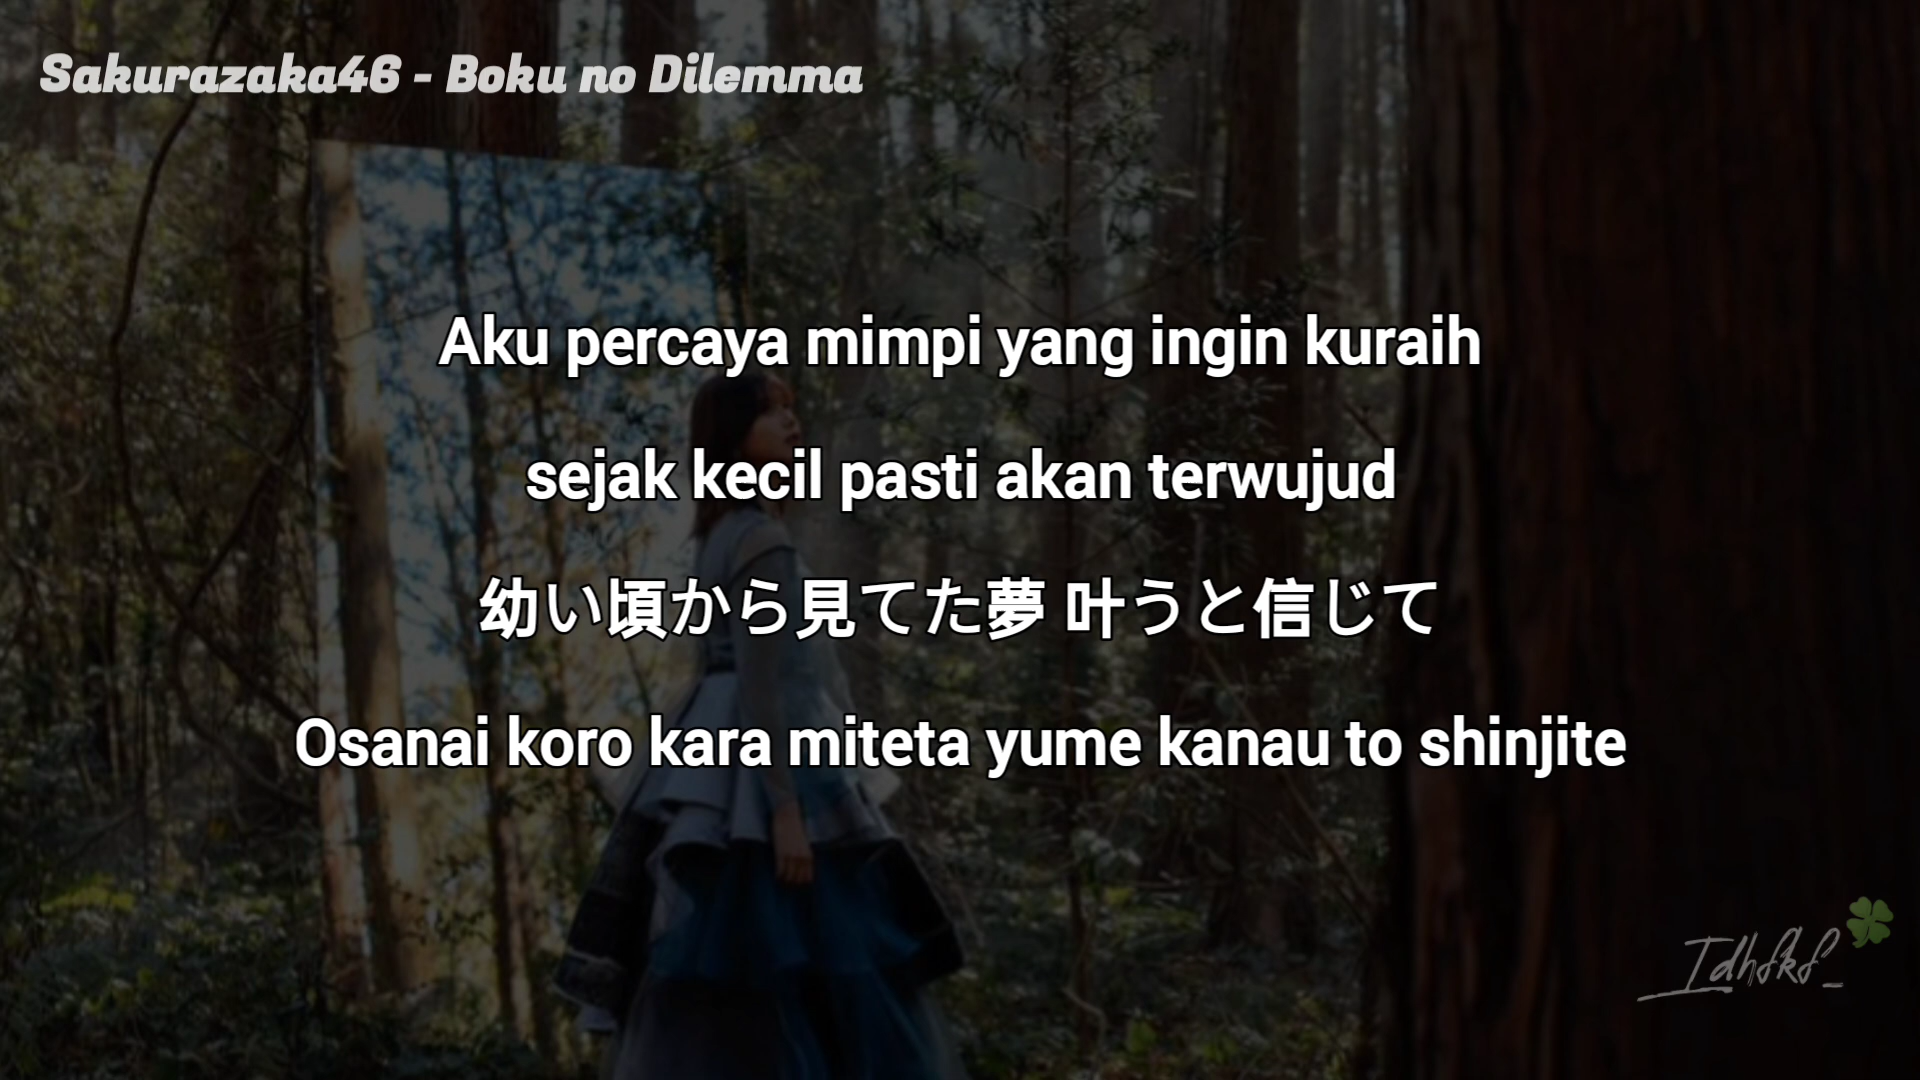 Sakurazaka46 - Boku no Dilemma
Aku percaya mimpi yang ingin kuraih
sejak kecil pasti akan terwujud
幼い頃から見てた夢 叶うと信じて
Osanai koro kara miteta yume kanau to shinjite